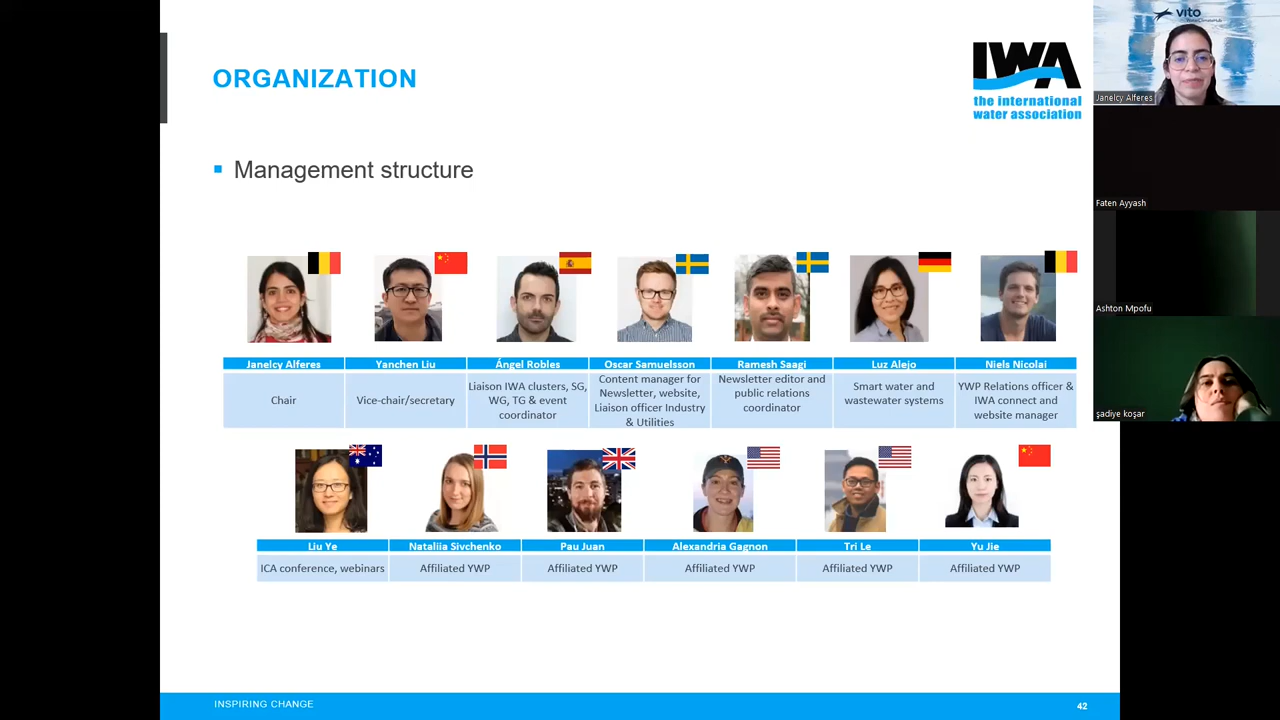 ORGANIZATION
IWA
the international
water association
Management structure
Janelcy Alferes
Yanchen Liu
Ángel Robles
Oscar Samuelsson
Ramesh Saagi
Luz Alejo
Niels Nicolai
Chair
Vice-chair/secretary
Liaison IWA clusters, SG,
WG, TG & event
coordinator
Content manager for
Newsletter, website,
Liaison officer Industry
& Utilities
Newsletter editor and
public relations
coordinator
Smart water and
wastewater systems
YWP Relations officer &
IWA connect and
website manager
Liu Ye
Nataliia Sivchenko
Pau Juan
Alexandria Gagnon
Tri Le
Yu Jie
ICA conference, webinars
Affiliated YWP
Affiliated YWP
Affiliated YWP
Affiliated YWP
Affiliated YWP
INSPIRING CHANGE
42
vito
Janelcy Alferes
Faten Ayyash
Ashton Mpofu
şadiye koşar